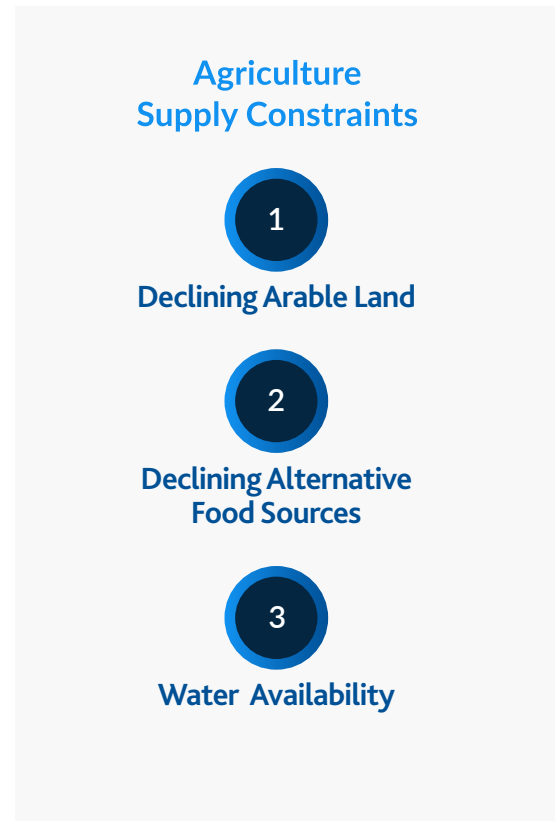 Agriculture
Supply Constraints
1
Declining Arable Land
2
Declining Alternative
Food Sources
3
Water Availability